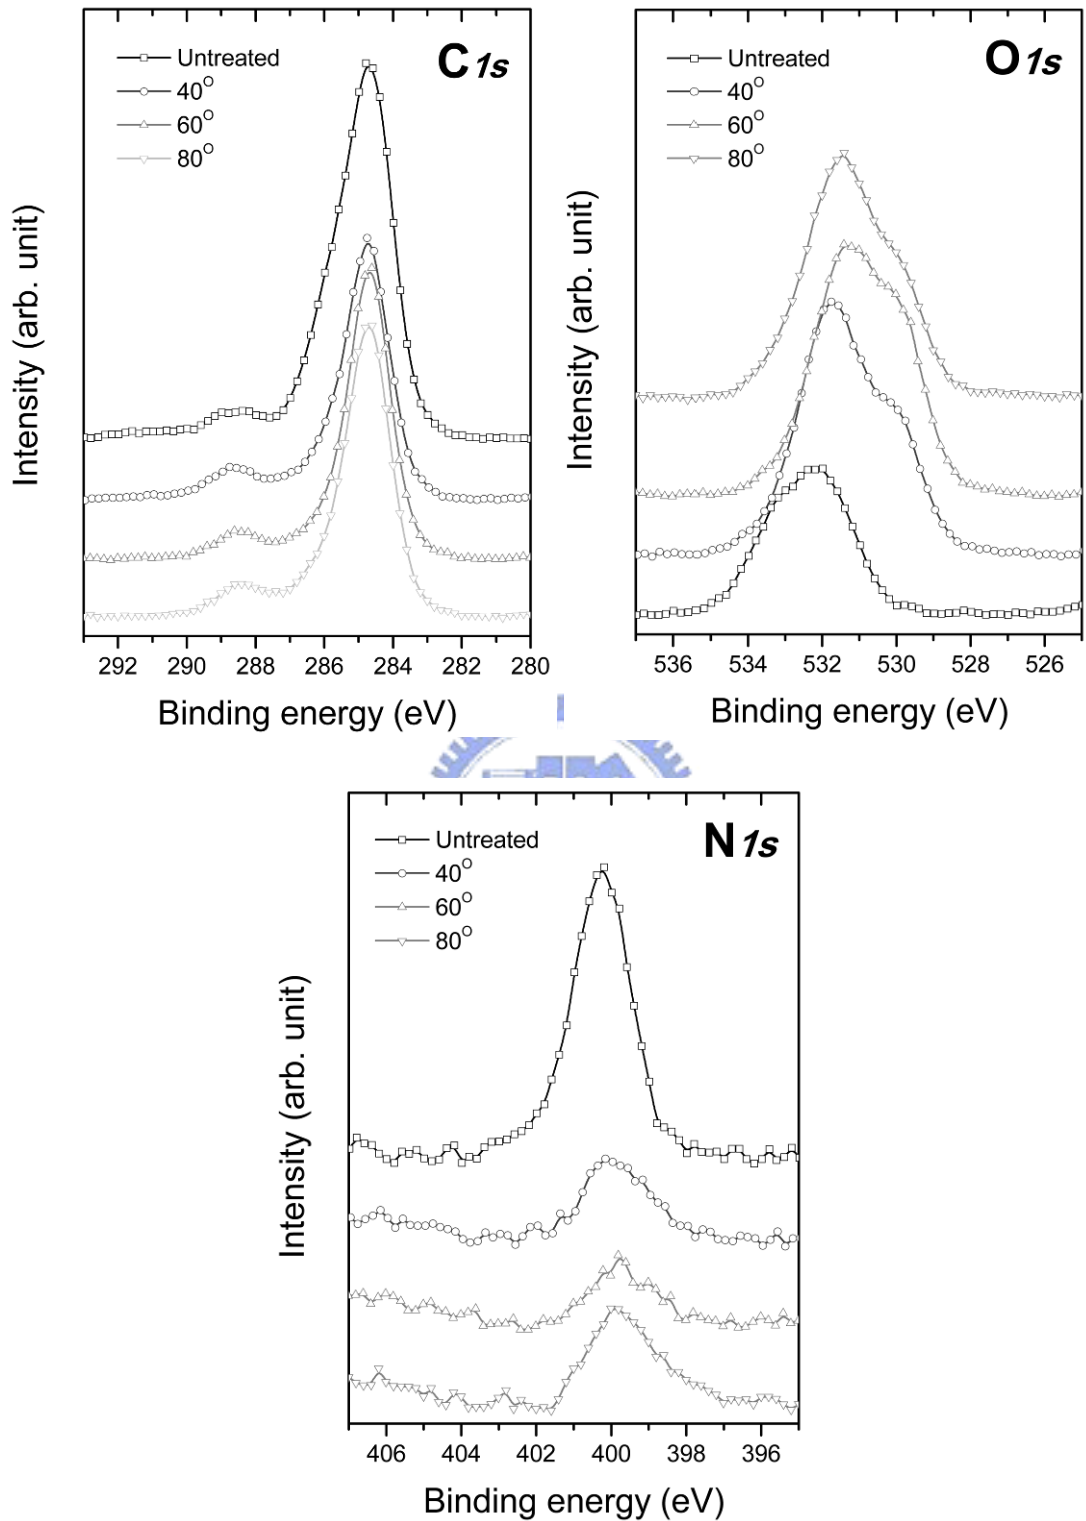 C 1s
Untreated
40°
60°
80°
Intensity (arb. unit)
292 290 288 286 284 282 280
Binding energy (eV)
O 1s
Untreated
40°
60°
80°
Intensity (arb. unit)
536 534 532 530 528 526
Binding energy (eV)
N 1s
Untreated
40°
60°
80°
Intensity (arb. unit)
406 404 402 400 398 396
Binding energy (eV)